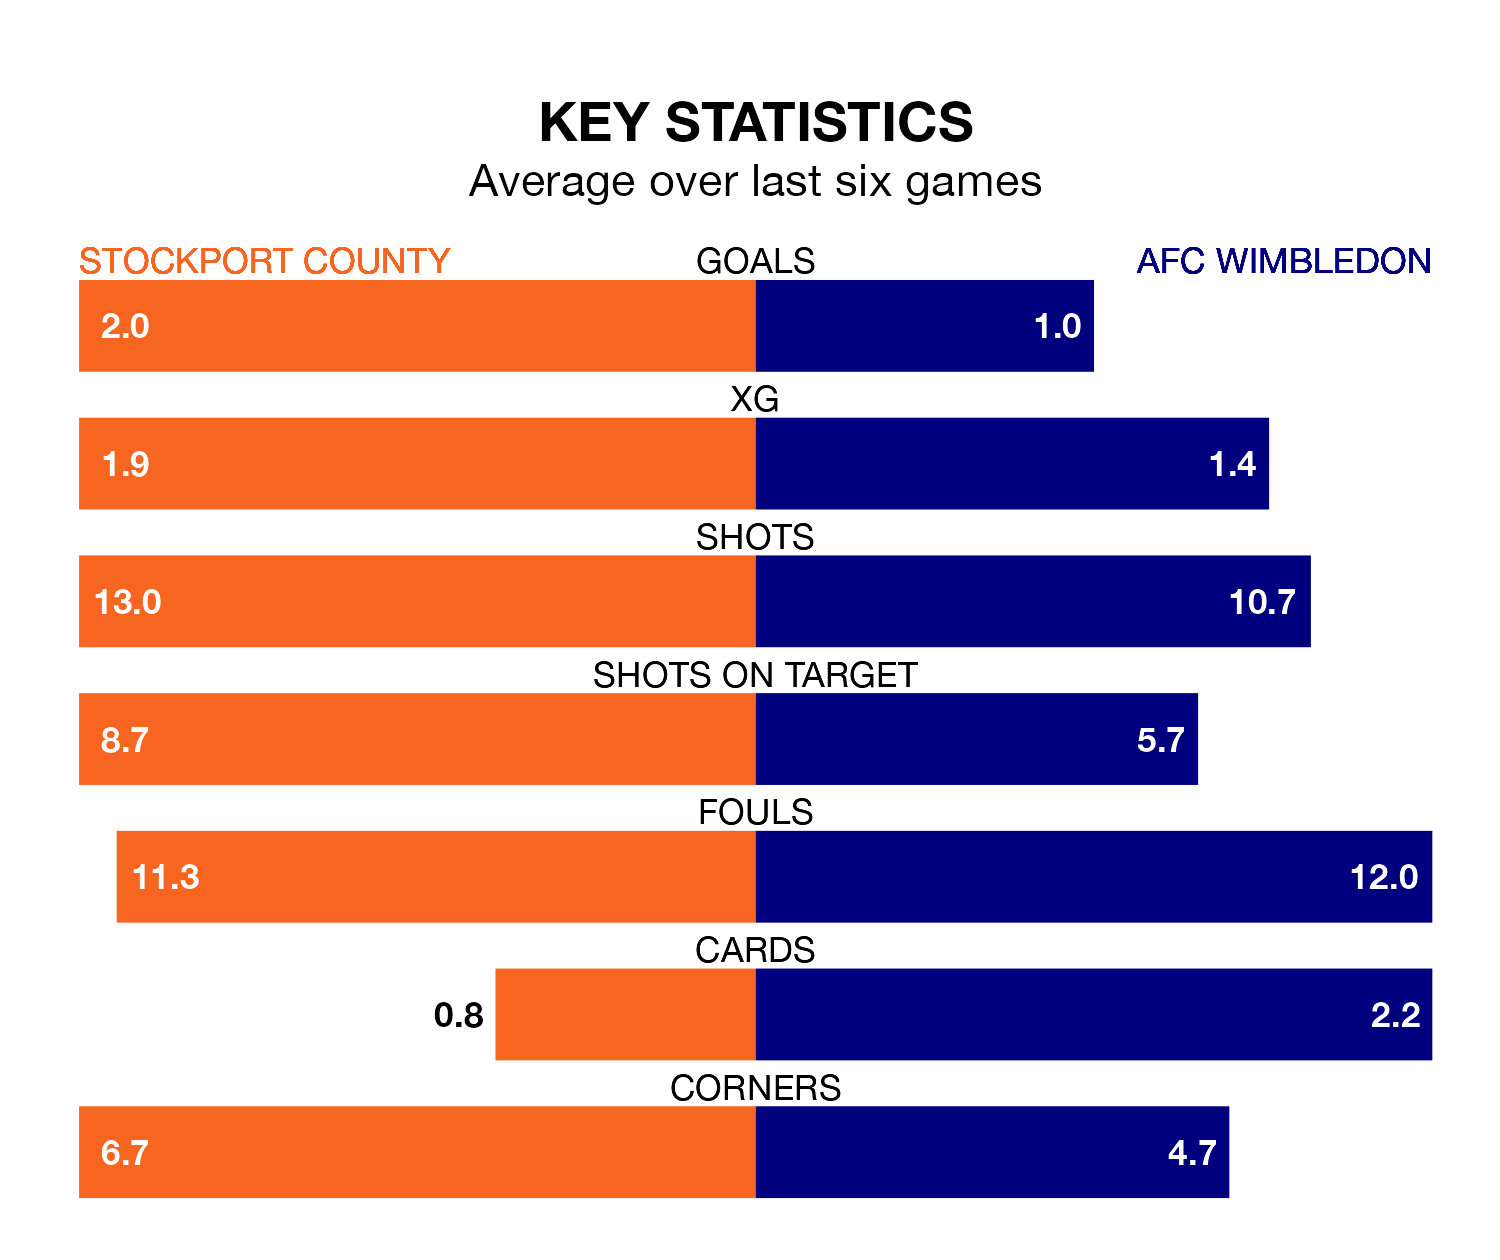 KEY STATISTICS
Average over last six games
STOCKPORT COUNTY GOALS AFC WIMBLEDON
2.0 1.0
XG
1.9 1.4
SHOTS
13.0 10.7
SHOTS ON TARGET
8.7 5.7
FOULS
11.3 12.0
CARDS
0.8 2.2
CORNERS
6.7 4.7